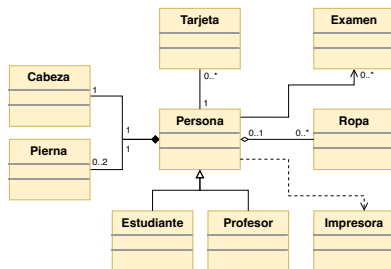 Tarjeta
Examen
0..*
0..*
1
Cabeza
1
Persona
Ropa
1
0..1
0..*
Pierna
1
0..2
Estudiante
Profesor
Impresora